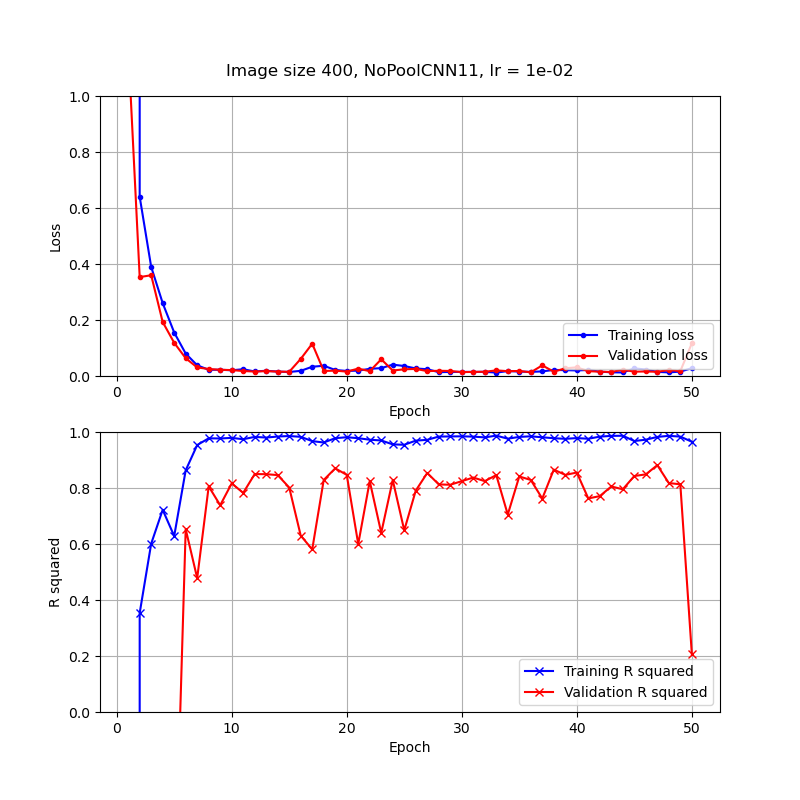 Image size 400, NoPoolCNN11, lr = 1e-02
1.0
0.8
0.6
0.4
0.2
0.0
Loss
0 10 20 30 40 50
Epoch
Training loss
Validation loss
1.0
0.8
0.6
0.4
0.2
0.0
R squared
0 10 20 30 40 50
Epoch
Training R squared
Validation R squared